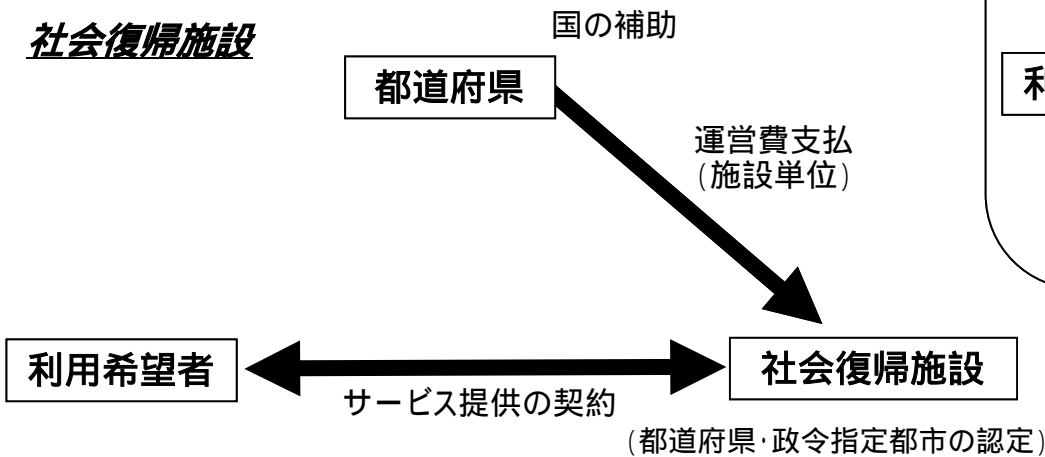 社会復帰施設
国の補助
都道府県
運営費支払
(施設単位)
利用希望者
社会復帰施設
サービス提供の契約
(都道府県・政令指定都市の認定)